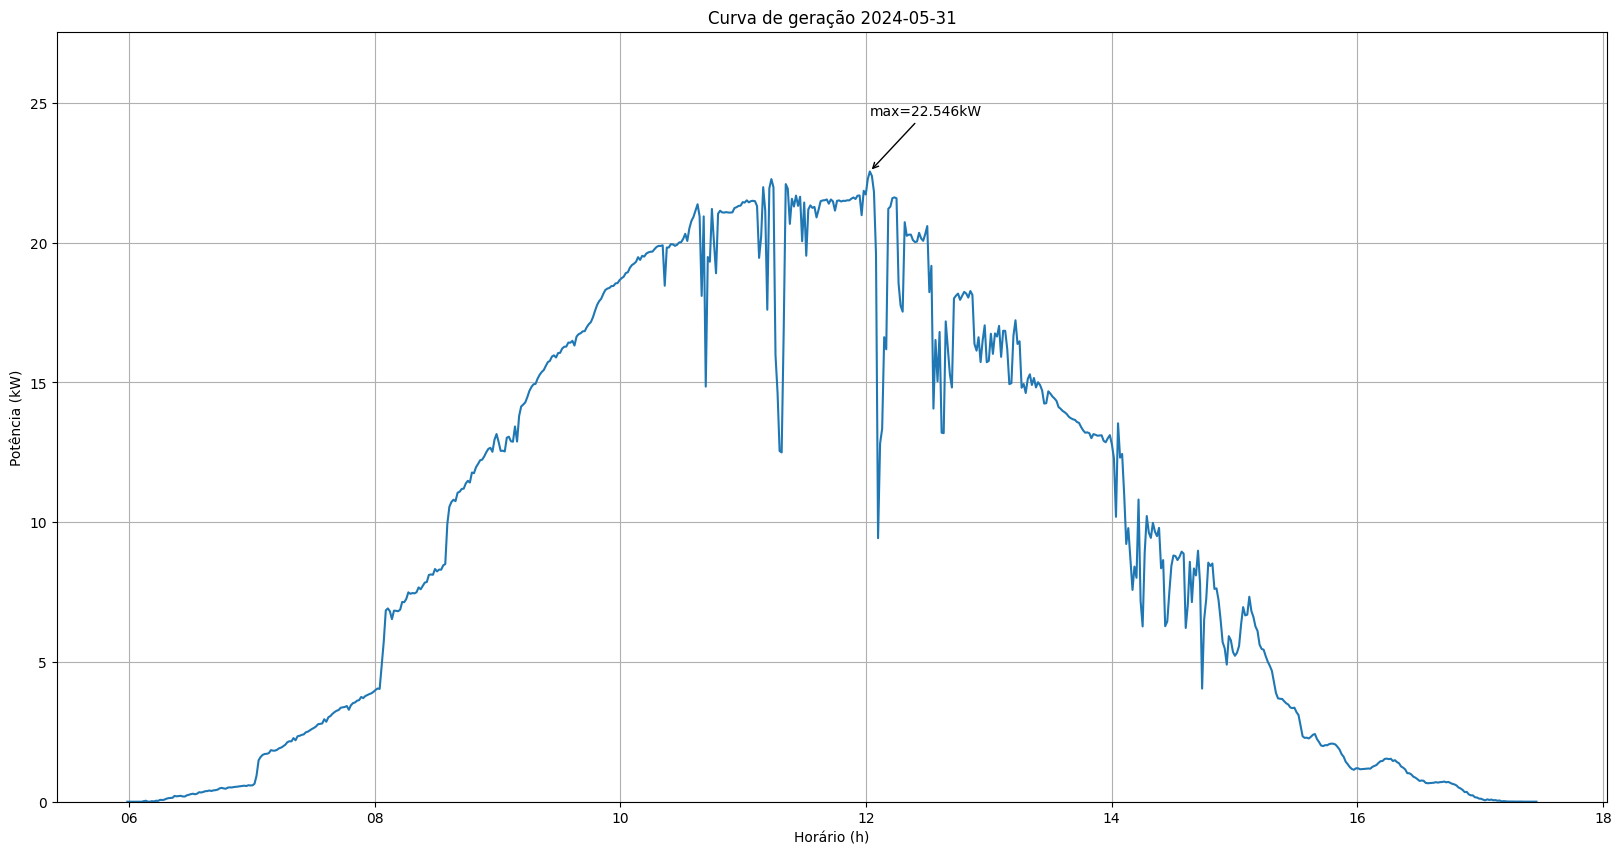 Curva de geração 2024-05-31
max=22.546kW
25
20
15
10
5
0
Potência (kW)
06 08 10 12 14 16 18
Horário (h)